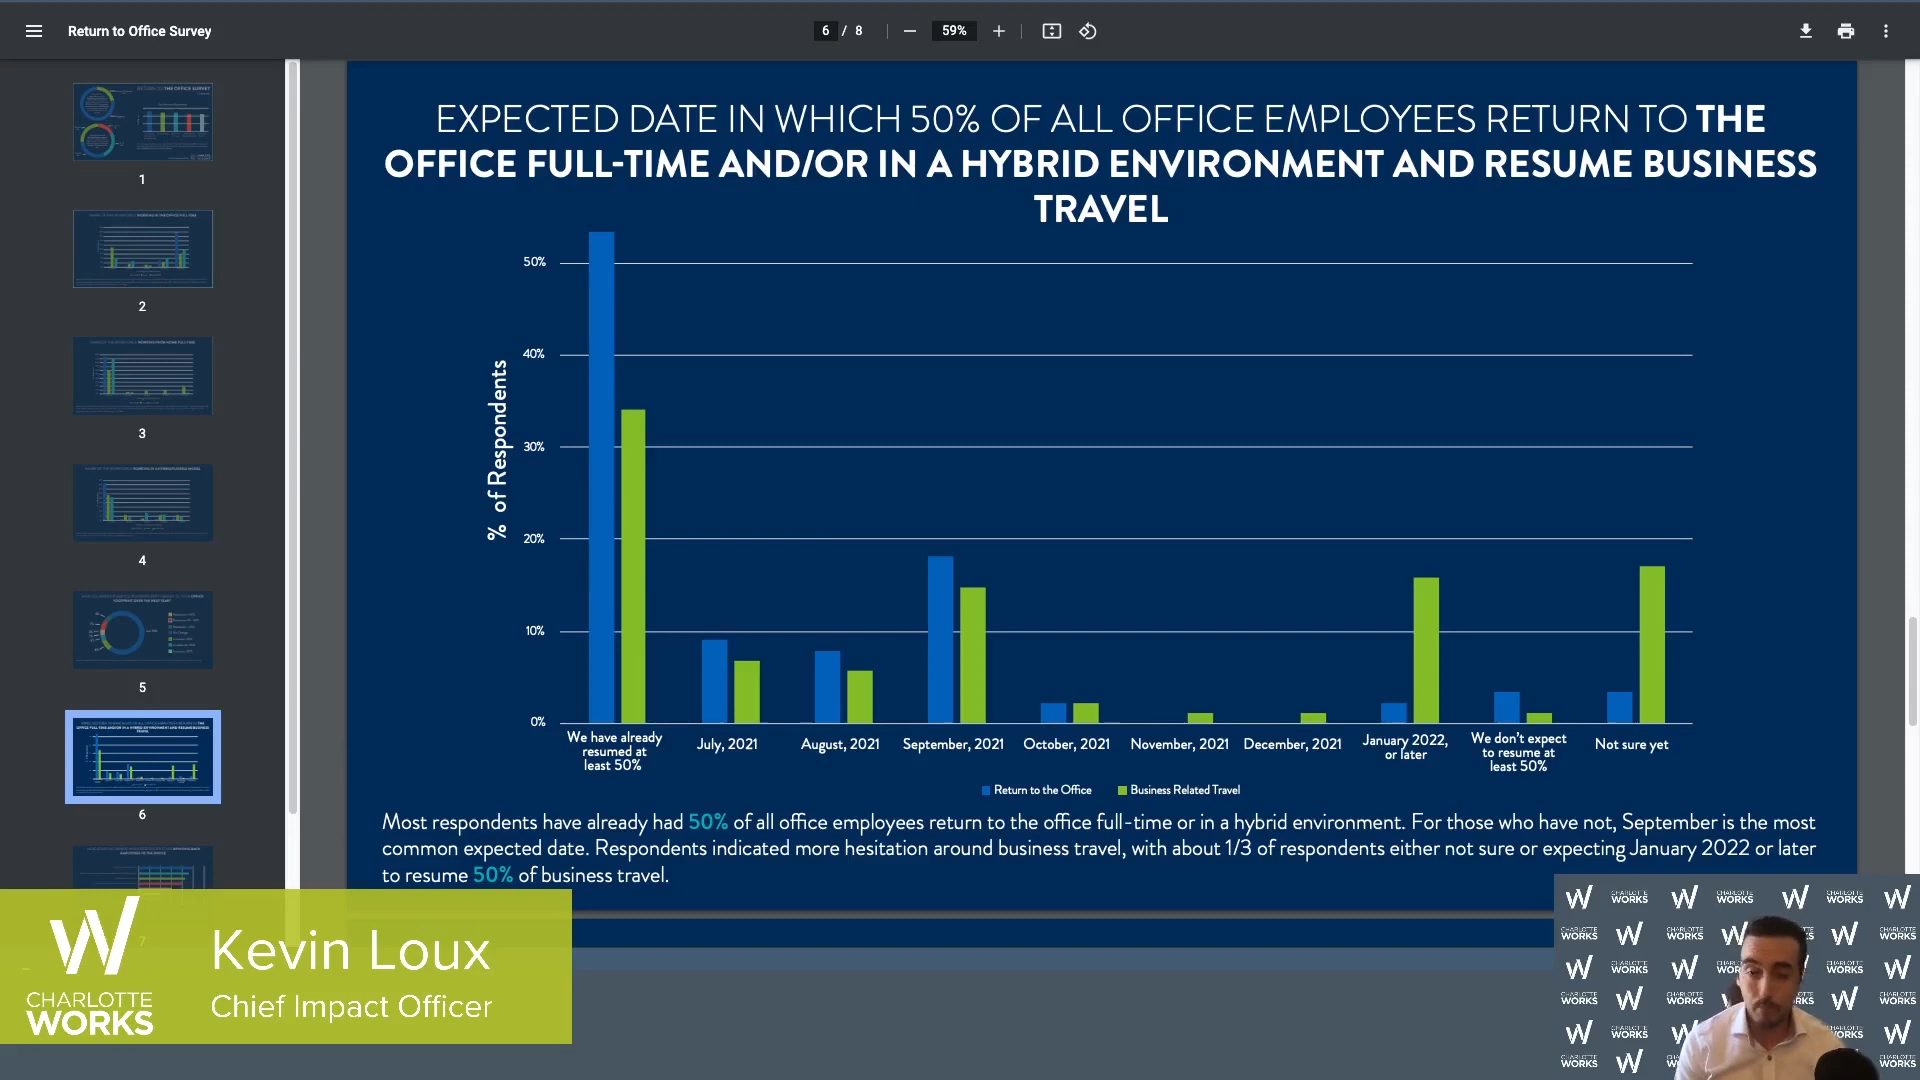 Return to Office Survey
6 / 8
59%
1
2
3
4
5
6
7
EXPECTED DATE IN WHICH 50% OF ALL OFFICE EMPLOYEES RETURN TO THE
OFFICE FULL-TIME AND/OR IN A HYBRID ENVIRONMENT AND RESUME BUSINESS
TRAVEL
% of Respondents
50%
40%
30%
20%
10%
0%
We have already
resumed at
least 50%
July, 2021
August, 2021
September, 2021
October, 2021
November, 2021
December, 2021
January 2022,
or later
We don't expect
to resume at
least 50%
Not sure yet
Return to the Office
Business Related Travel
Most respondents have already had 50% of all office employees return to the office full-time or in a hybrid environment. For those who have not, September is the most
common expected date. Respondents indicated more hesitation around business travel, with about 1/3 of respondents either not sure or expecting January 2022 or later
to resume 50% of business travel.
CHARLOTTE
WORKS
Kevin Loux
Chief Impact Officer
CHARLOTTE
WORKS